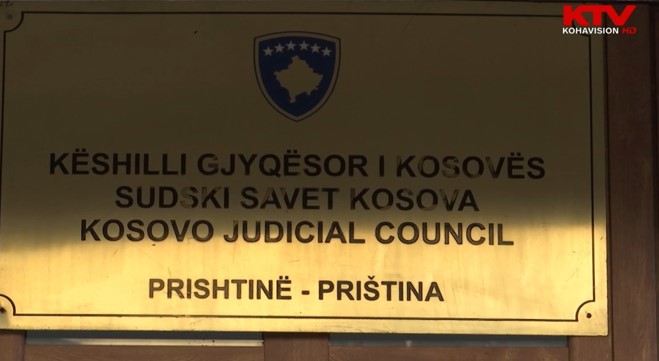 KTV
KOHAVISION HD
KËSHILLI GJYQËSOR I KOSOVËS
SUDSKI SAVET KOSOVA
KOSOVO JUDICIAL COUNCIL
PRISHTINË - PRIŠTINA